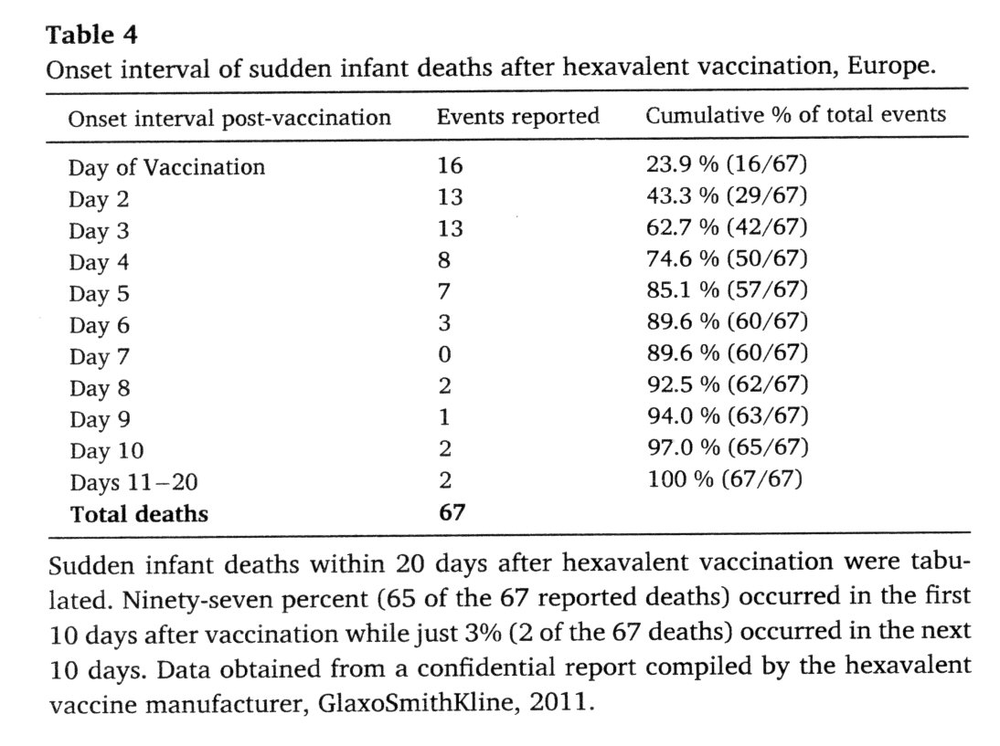 Table 4
Onset interval of sudden infant deaths after hexavalent vaccination, Europe.
Onset interval post-vaccination Events reported Cumulative % of total events
Day of Vaccination 16 23.9 % (16/67)
Day 2 13 43.3 % (29/67)
Day 3 13 62.7 % (42/67)
Day 4 8 74.6 % (50/67)
Day 5 7 85.1 % (57/67)
Day 6 3 89.6 % (60/67)
Day 7 0 89.6 % (60/67)
Day 8 2 92.5 % (62/67)
Day 9 1 94.0 % (63/67)
Day 10 2 97.0 % (65/67)
Days 11–20 2 100 % (67/67)
Total deaths 67
Sudden infant deaths within 20 days after hexavalent vaccination were tabu-
lated. Ninety-seven percent (65 of the 67 reported deaths) occurred in the first
10 days after vaccination while just 3% (2 of the 67 deaths) occurred in the next
10 days. Data obtained from a confidential report compiled by the hexavalent
vaccine manufacturer, GlaxoSmithKline, 2011.